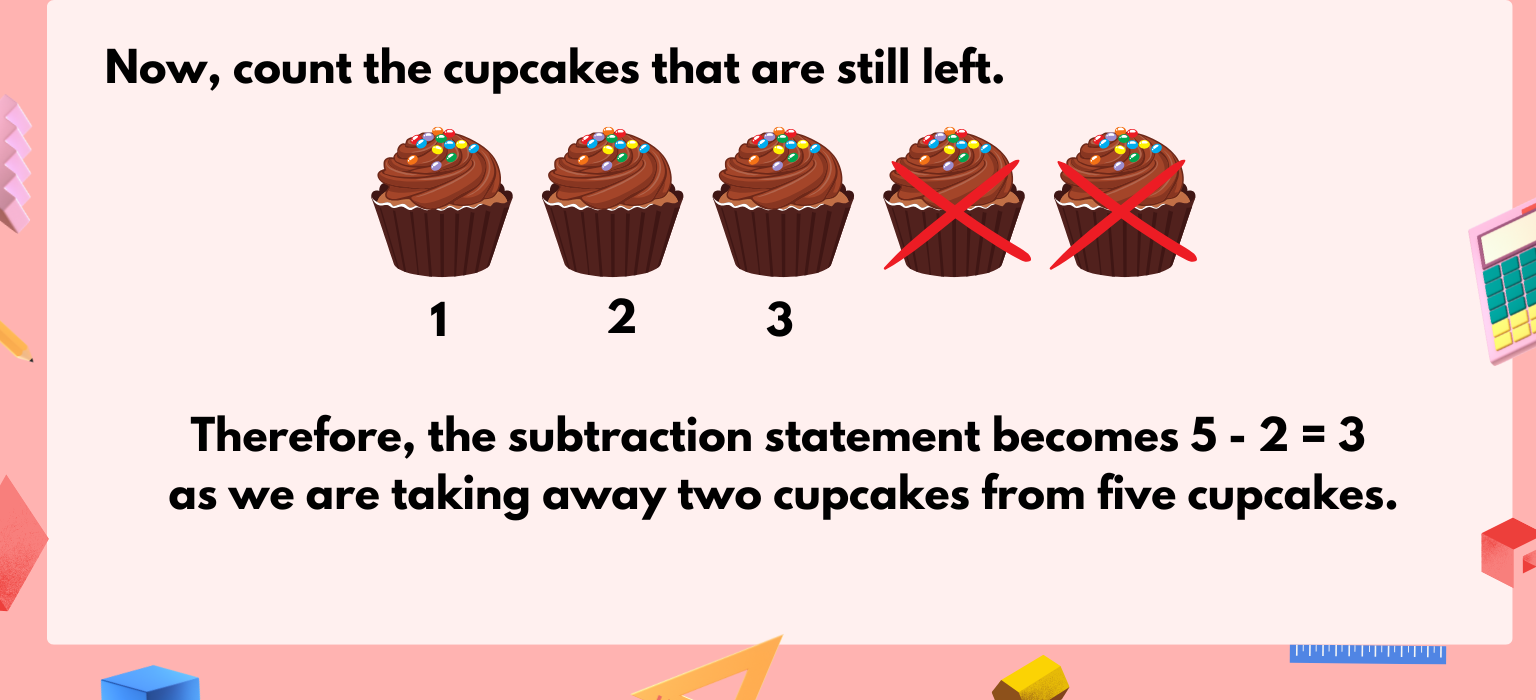 Now, count the cupcakes that are still left.
1 2 3
Therefore, the subtraction statement becomes 5 - 2 = 3
as we are taking away two cupcakes from five cupcakes.